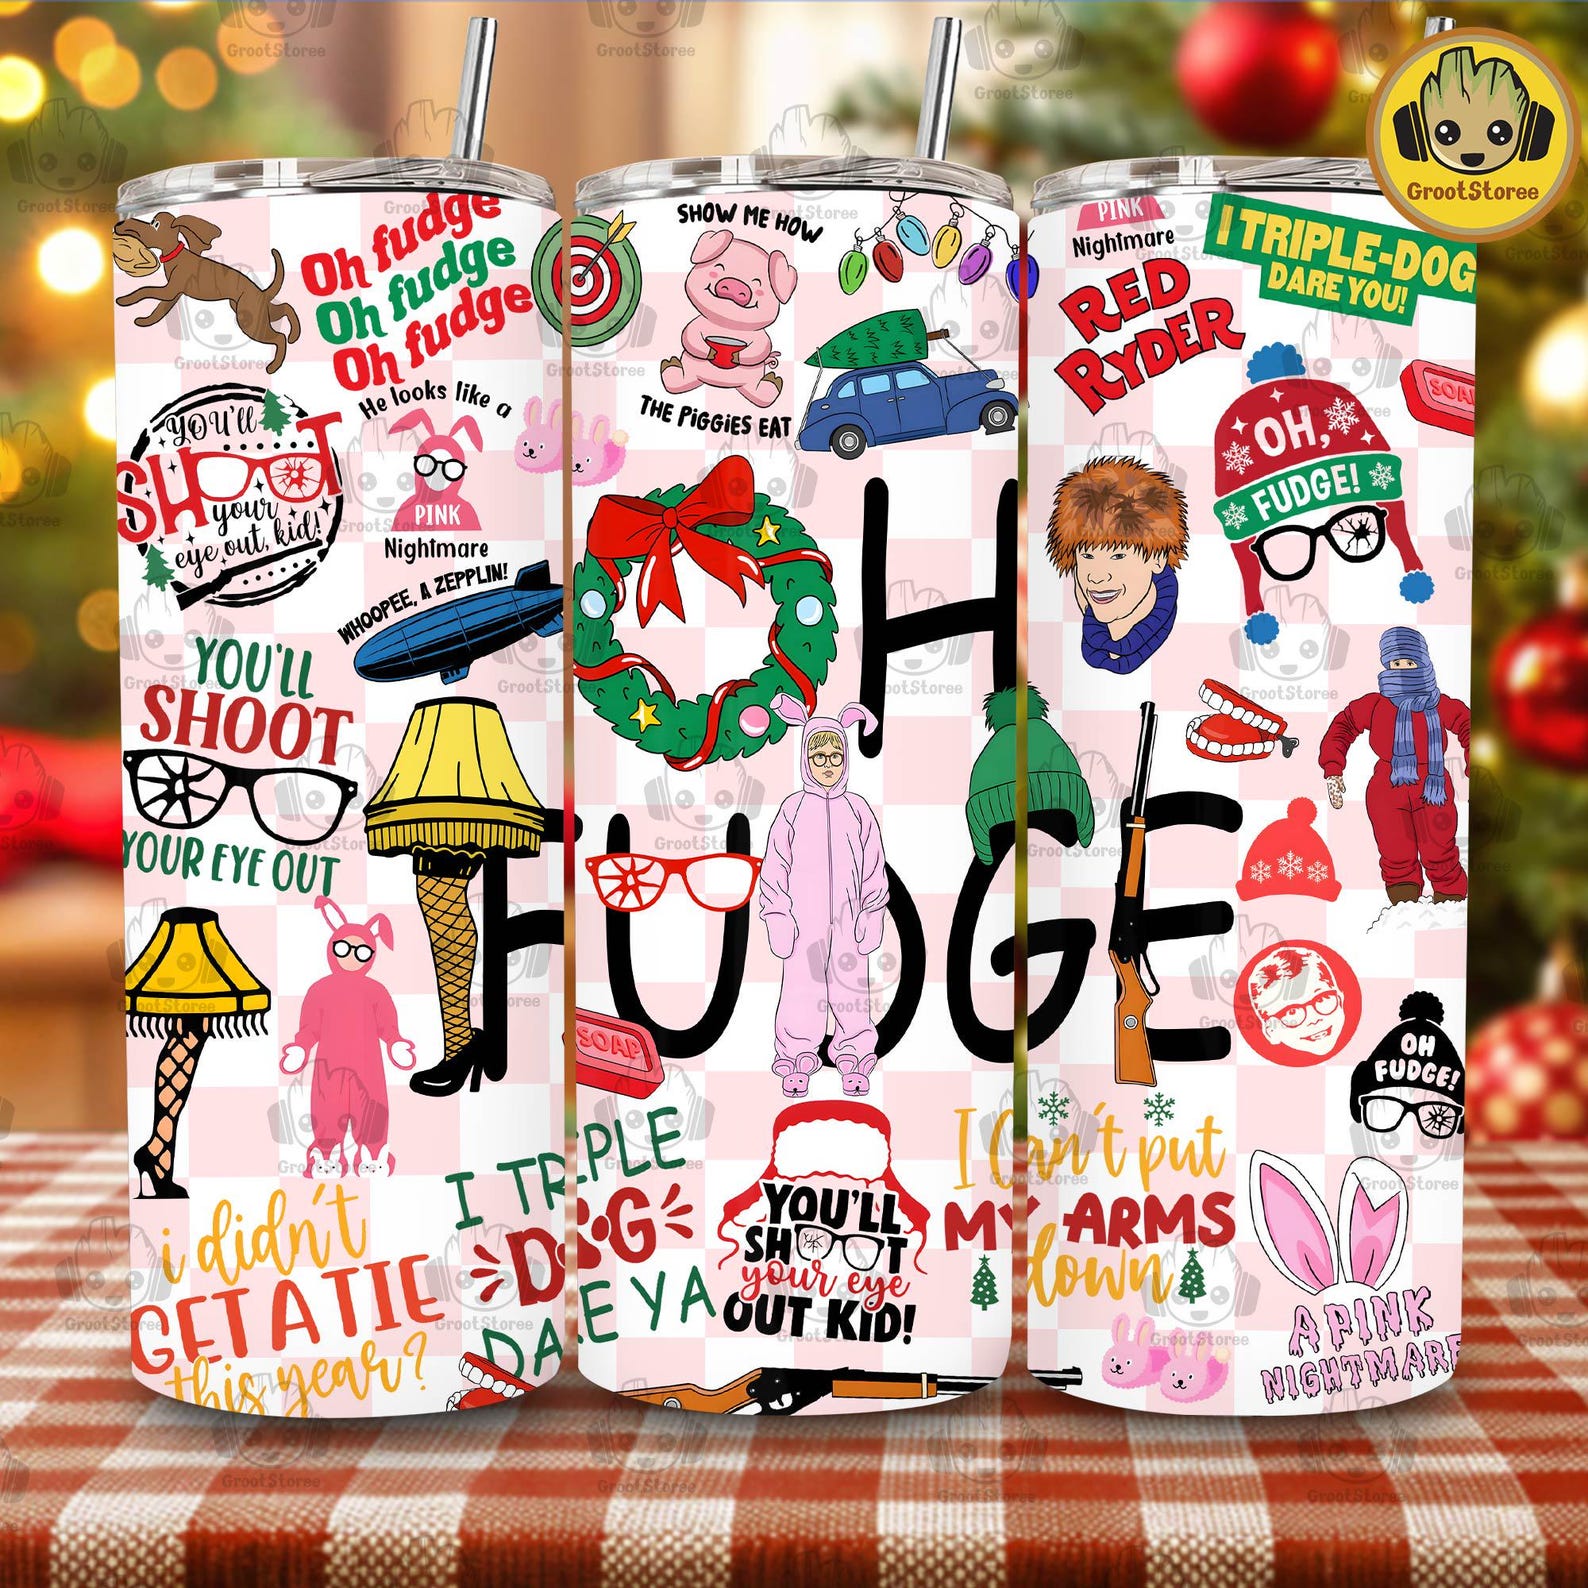 GrootStoree
Oh fudge
Oh fudge
Oh fudge
YOU'LL
SHOOT
your
eye out, kid!
He looks like a
PINK
Nightmare
WHOOPEE, A ZEPPLIN!
YOU'LL
SHOOT
YOUR EYE OUT
i didn't
GET A TIE
this year?
SHOW ME HOW
THE PiGGiES EAT
OH
FUDGE
SOAP
I TRIPLE
DOG
DARE YA
YOU'LL
SHOOT
your eye
OUT KiD!
I Can't put
MY ARMS
down
PINK
Nightmare
I TRIPLE-DOG
DARE YOU!
RED
RYDER
SOAP
OH,
FUDGE!
OH
FUDGE!
A PINK
NIGHTMARE